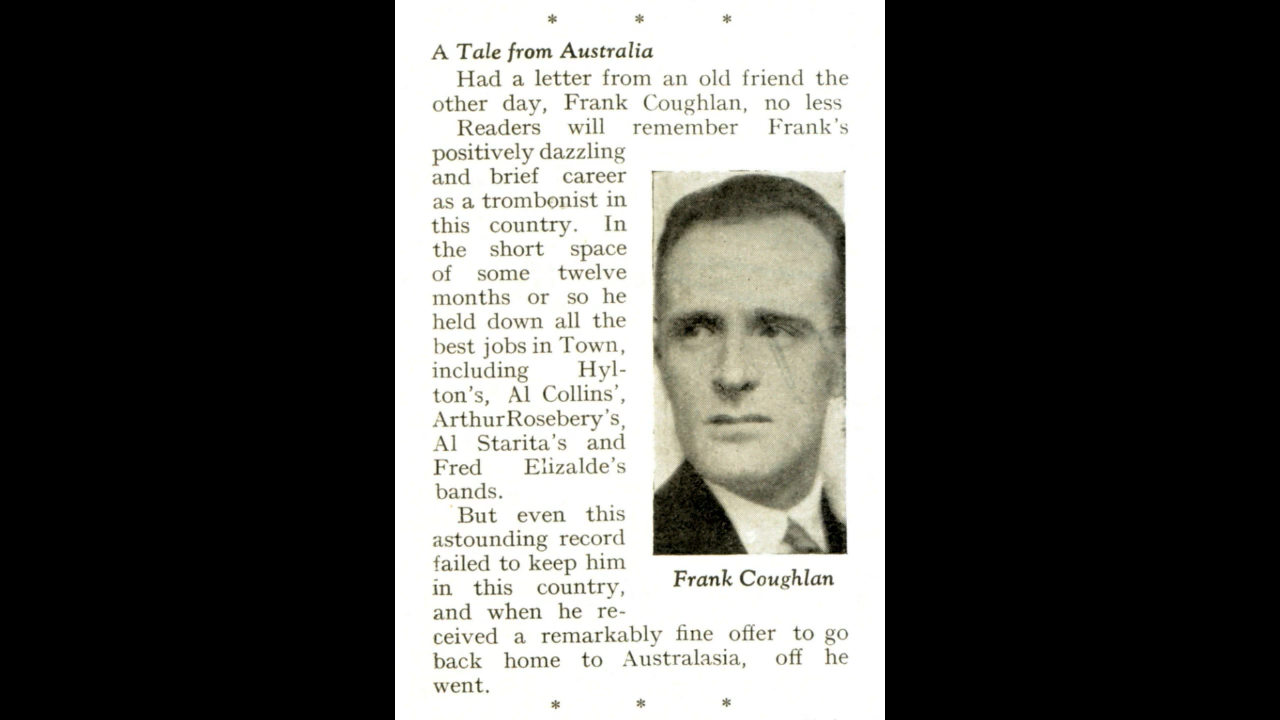 * * *
A Tale from Australia
Had a letter from an old friend the
other day, Frank Coughlan, no less
Readers will remember Frank's
positively dazzling
and brief career
as a trombonist in
this country. In
the short space
of some twelve
months or so he
held down all the
best jobs in Town,
including Hyl-
ton's, Al Collins',
ArthurRosebery's,
Al Starita's and
Fred Elizalde's
bands.
But even this
astounding record
failed to keep him
in this country,
and when he re-
ceived a remarkably fine offer to go
back home to Australasia, off he
went.
Frank Coughlan
* * *